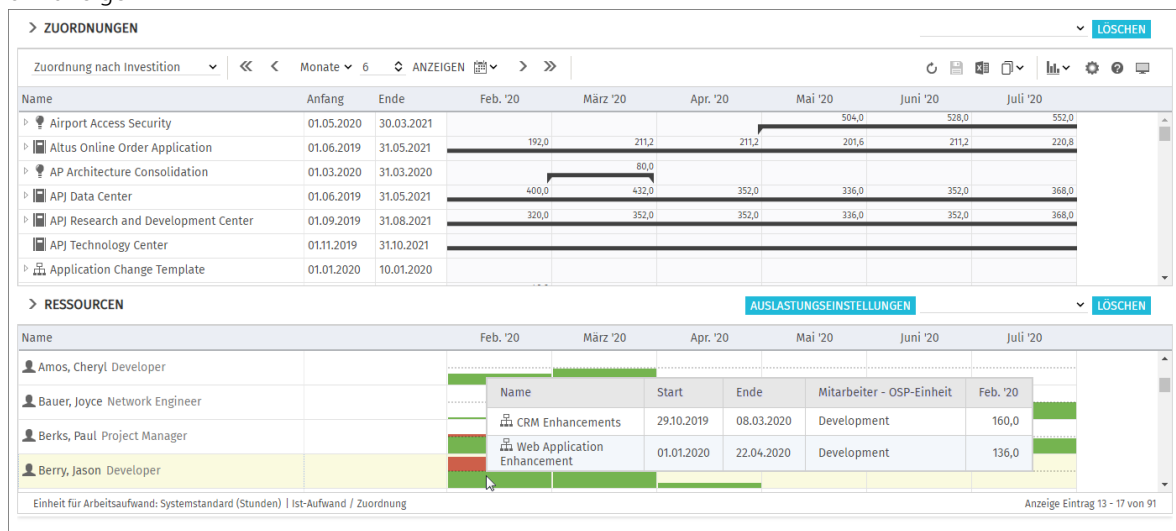 > ZUORDNUNGEN LÖSCHEN
Zuordnung nach Investition Monate 6 ANZEIGEN
Name Anfang Ende Feb. '20 März '20 Apr. '20 Mai '20 Juni '20 Juli '20
Airport Access Security 01.05.2020 30.03.2021 504,0 528,0 552,0
Altus Online Order Application 01.06.2019 31.05.2021 192,0 211,2 211,2 201,6 211,2 220,8
AP Architecture Consolidation 01.03.2020 31.03.2020 80,0
APJ Data Center 01.06.2019 31.05.2021 400,0 432,0 352,0 336,0 352,0 368,0
APJ Research and Development Center 01.09.2019 31.08.2021 320,0 352,0 352,0 336,0 352,0 368,0
APJ Technology Center 01.11.2019 31.10.2021
Application Change Template 01.01.2020 10.01.2020
> RESSOURCEN AUSLASTUNGSEINSTELLUNGEN LÖSCHEN
Name Feb. '20 März '20 Apr. '20 Mai '20 Juni '20 Juli '20
Amos, Cheryl Developer
Bauer, Joyce Network Engineer
Berks, Paul Project Manager
Berry, Jason Developer
Name Start Ende Mitarbeiter - OSP-Einheit Feb. '20
CRM Enhancements 29.10.2019 08.03.2020 Development 160,0
Web Application
Enhancement 01.01.2020 22.04.2020 Development 136,0
Einheit für Arbeitsaufwand: Systemstandard (Stunden) | Ist-Aufwand / Zuordnung Anzeige Eintrag 13 - 17 von 91